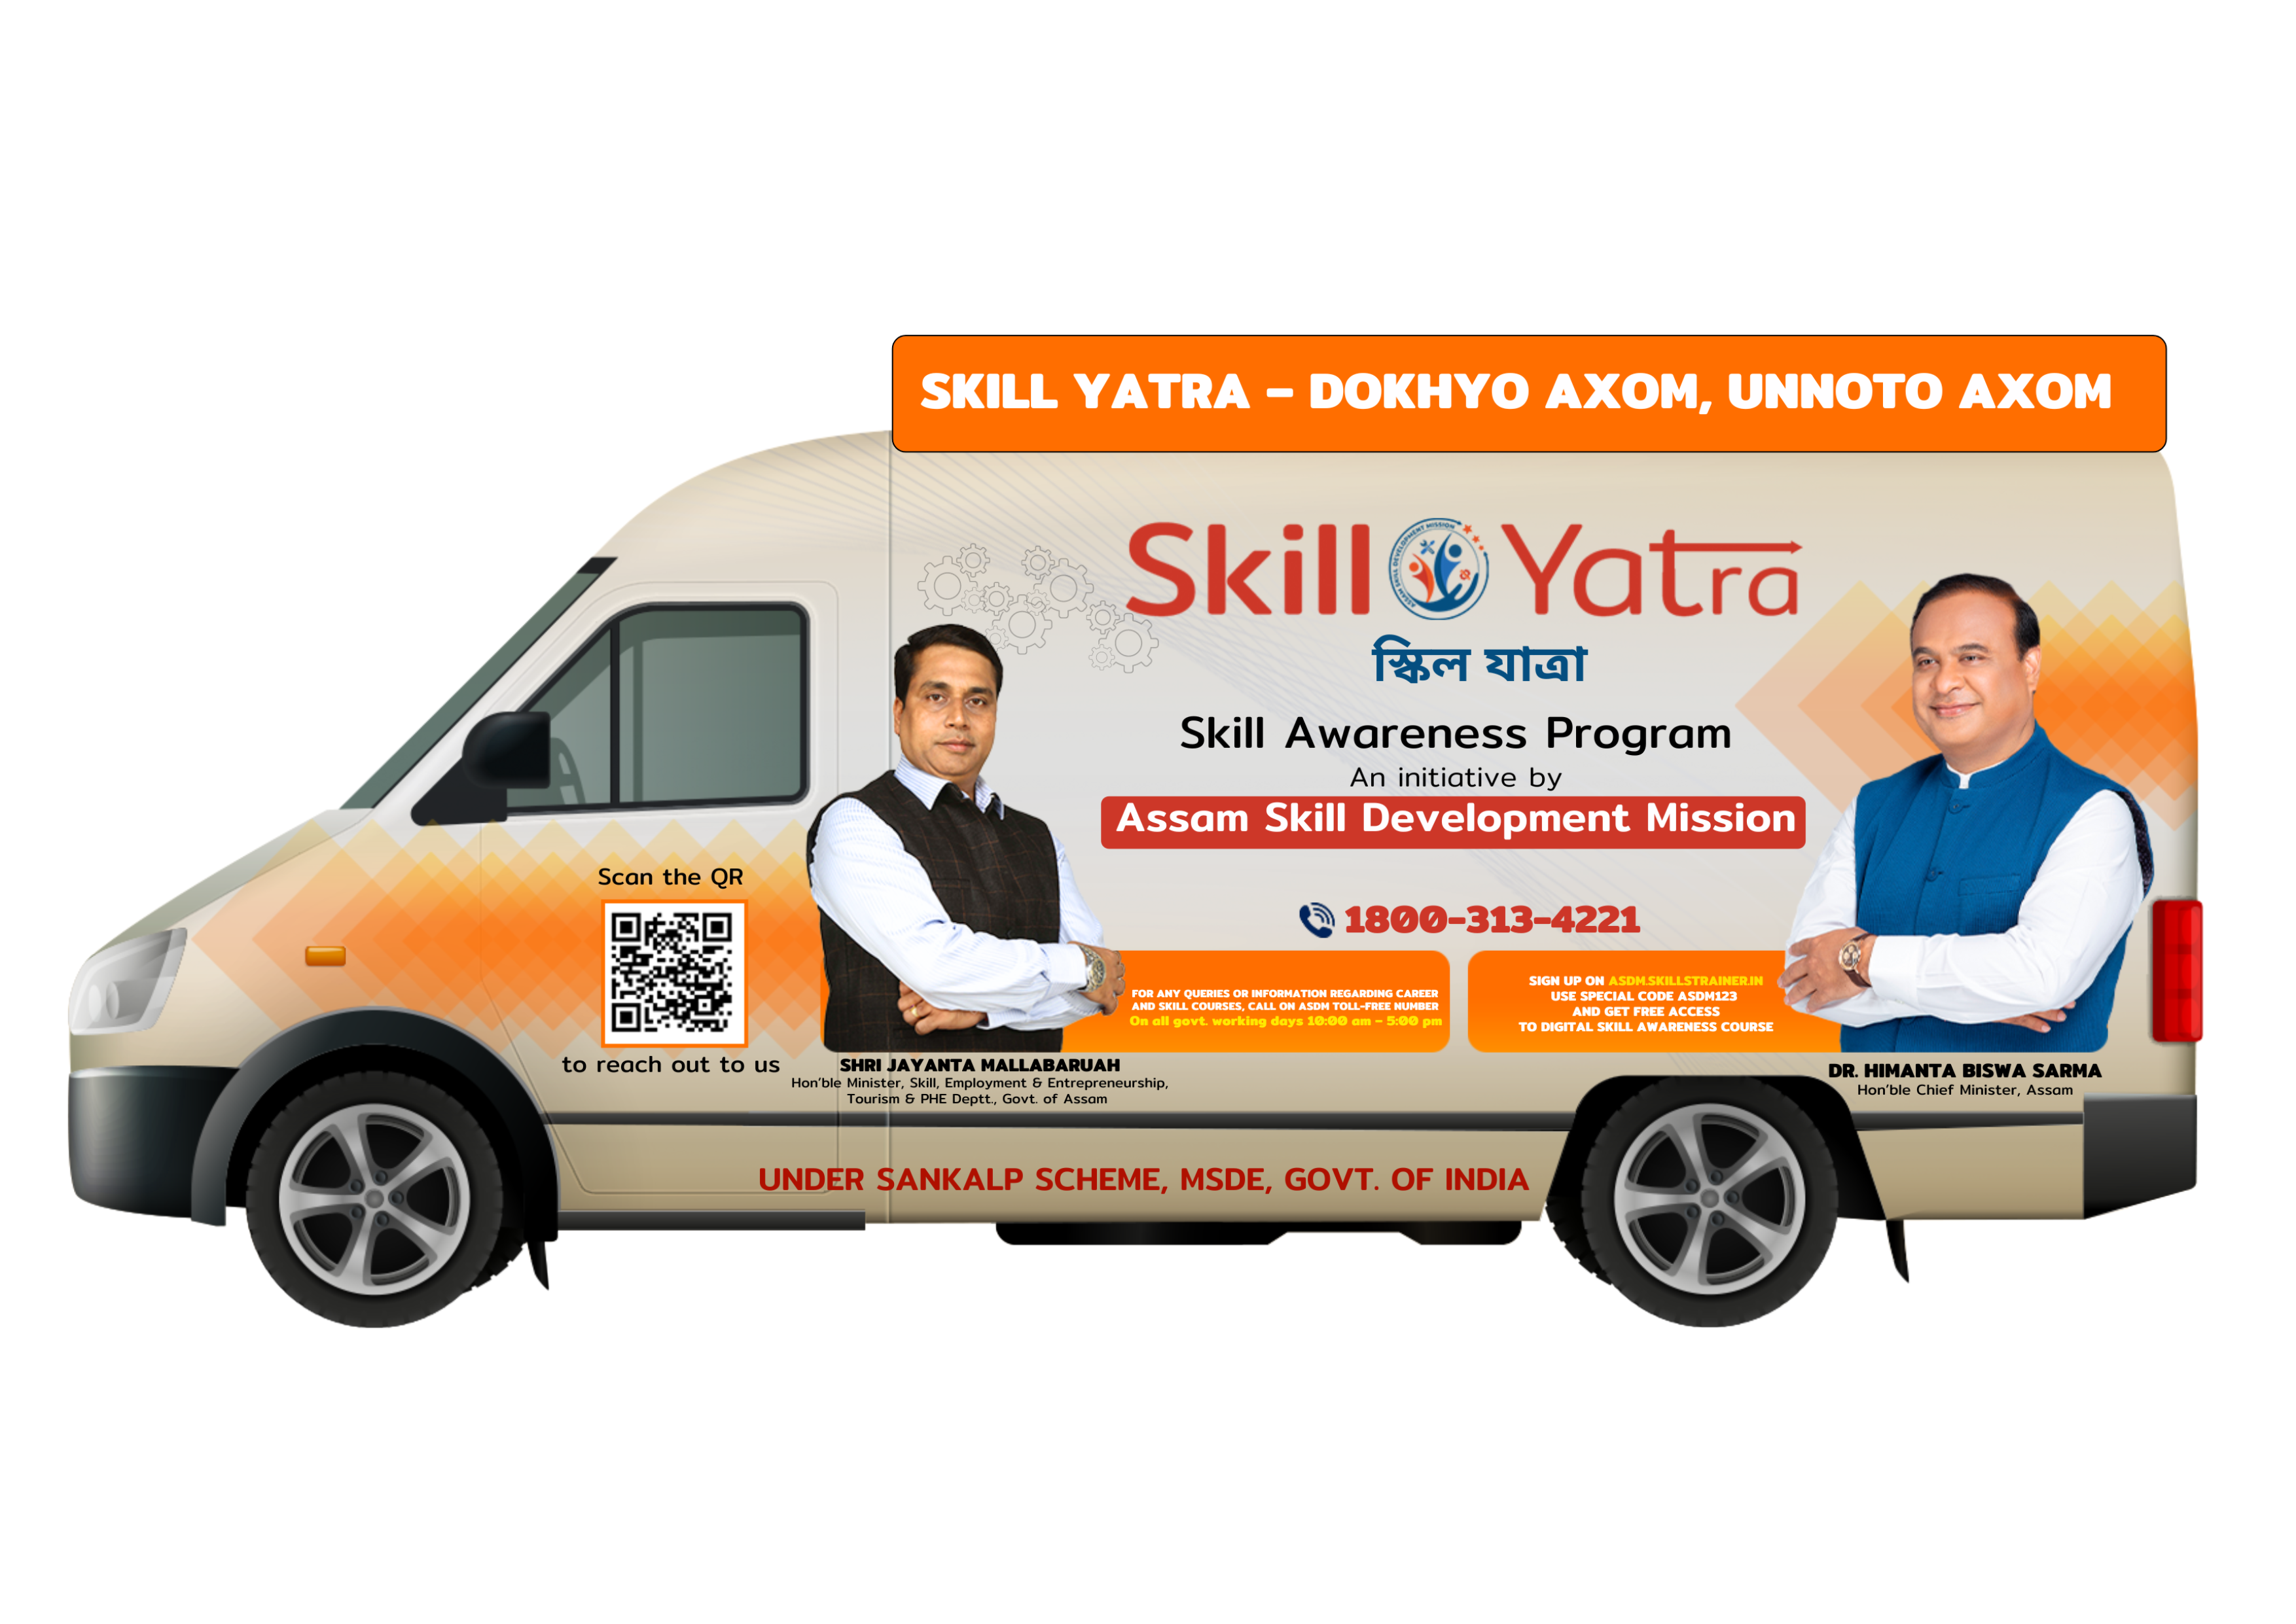 SKILL YATRA – DOKHYO AXOM, UNNOTO AXOM
Skill Yatra
ASSAM SKILL DEVELOPMENT MISSION
স্কিল যাত্ৰা
Skill Awareness Program
An initiative by
Assam Skill Development Mission
1800-313-4221
Scan the QR
to reach out to us
FOR ANY QUERIES OR INFORMATION REGARDING CAREER
AND SKILL COURSES, CALL ON ASDM TOLL-FREE NUMBER
On all govt. working days 10:00 am – 5:00 pm
SIGN UP ON ASDM.SKILLSTRAINER.IN
USE SPECIAL CODE ASDM123
AND GET FREE ACCESS
TO DIGITAL SKILL AWARENESS COURSE
SHRI JAYANTA MALLABARUAH
Hon'ble Minister, Skill, Employment & Entrepreneurship,
Tourism & PHE Deptt., Govt. of Assam
DR. HIMANTA BISWA SARMA
Hon'ble Chief Minister, Assam
UNDER SANKALP SCHEME, MSDE, GOVT. OF INDIA